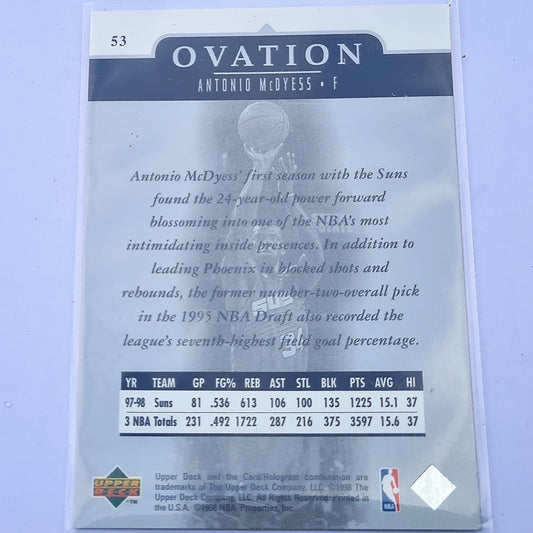 53
OVATION
ANTONIO McDYESS • F
Antonio McDyess' first season with the Suns
found the 24-year-old power forward
blossoming into one of the NBA's most
intimidating inside presences. In addition to
leading Phoenix in blocked shots and
rebounds, the former number-two-overall pick
in the 1995 NBA Draft also recorded the
league's seventh-highest field goal percentage.
YR TEAM GP FG% REB AST STL BLK PTS AVG HI
97-98 Suns 81 .536 613 106 100 135 1225 15.1 37
3 NBA Totals 231 .492 1722 287 216 375 3597 15.6 37
Upper Deck and the Card/Hologram combination are
trademarks of The Upper Deck Company, LLC. ©1998 The
Upper Deck Company, LLC. All Rights Reserved. Printed in
the U.S.A. ©1998 NBA Properties, Inc.
UPPER
DECK
NBA